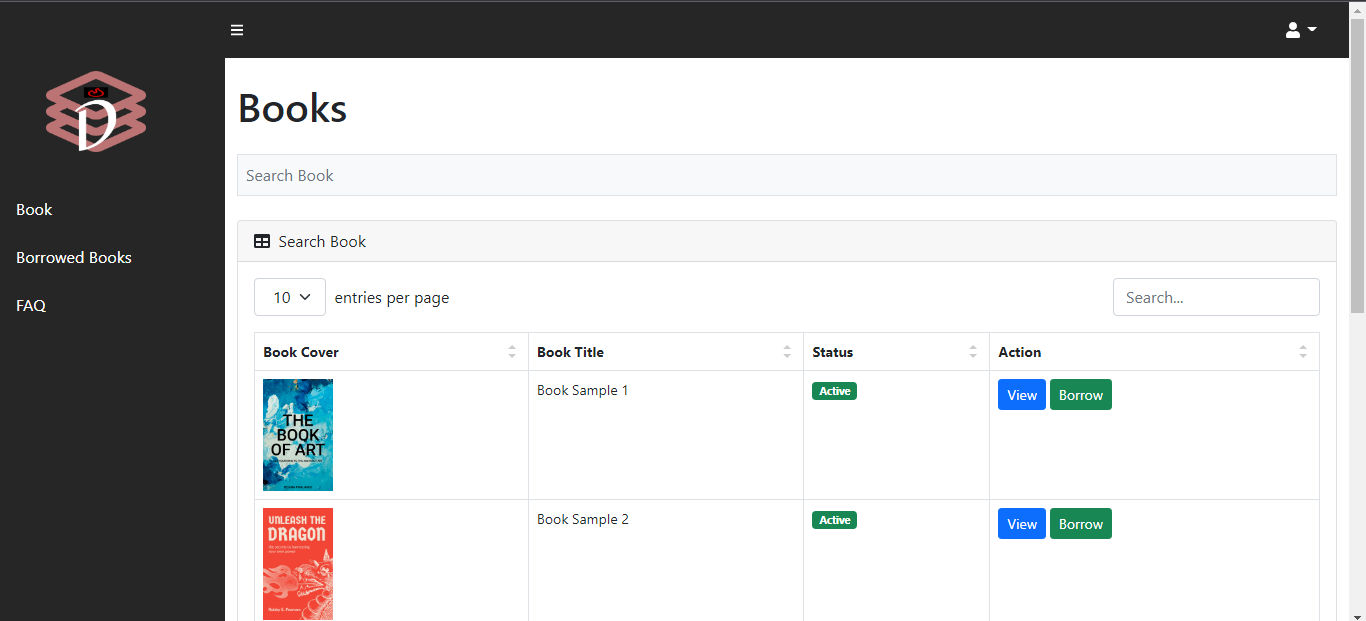 D
Books
Search Book
Book
Borrowed Books
FAQ
Search Book
10 entries per page
Search...
Book Cover Book Title Status Action
THE
BOOK
OF ART
Book Sample 1 Active View Borrow
UNLEASH THE
DRAGON
Book Sample 2 Active View Borrow